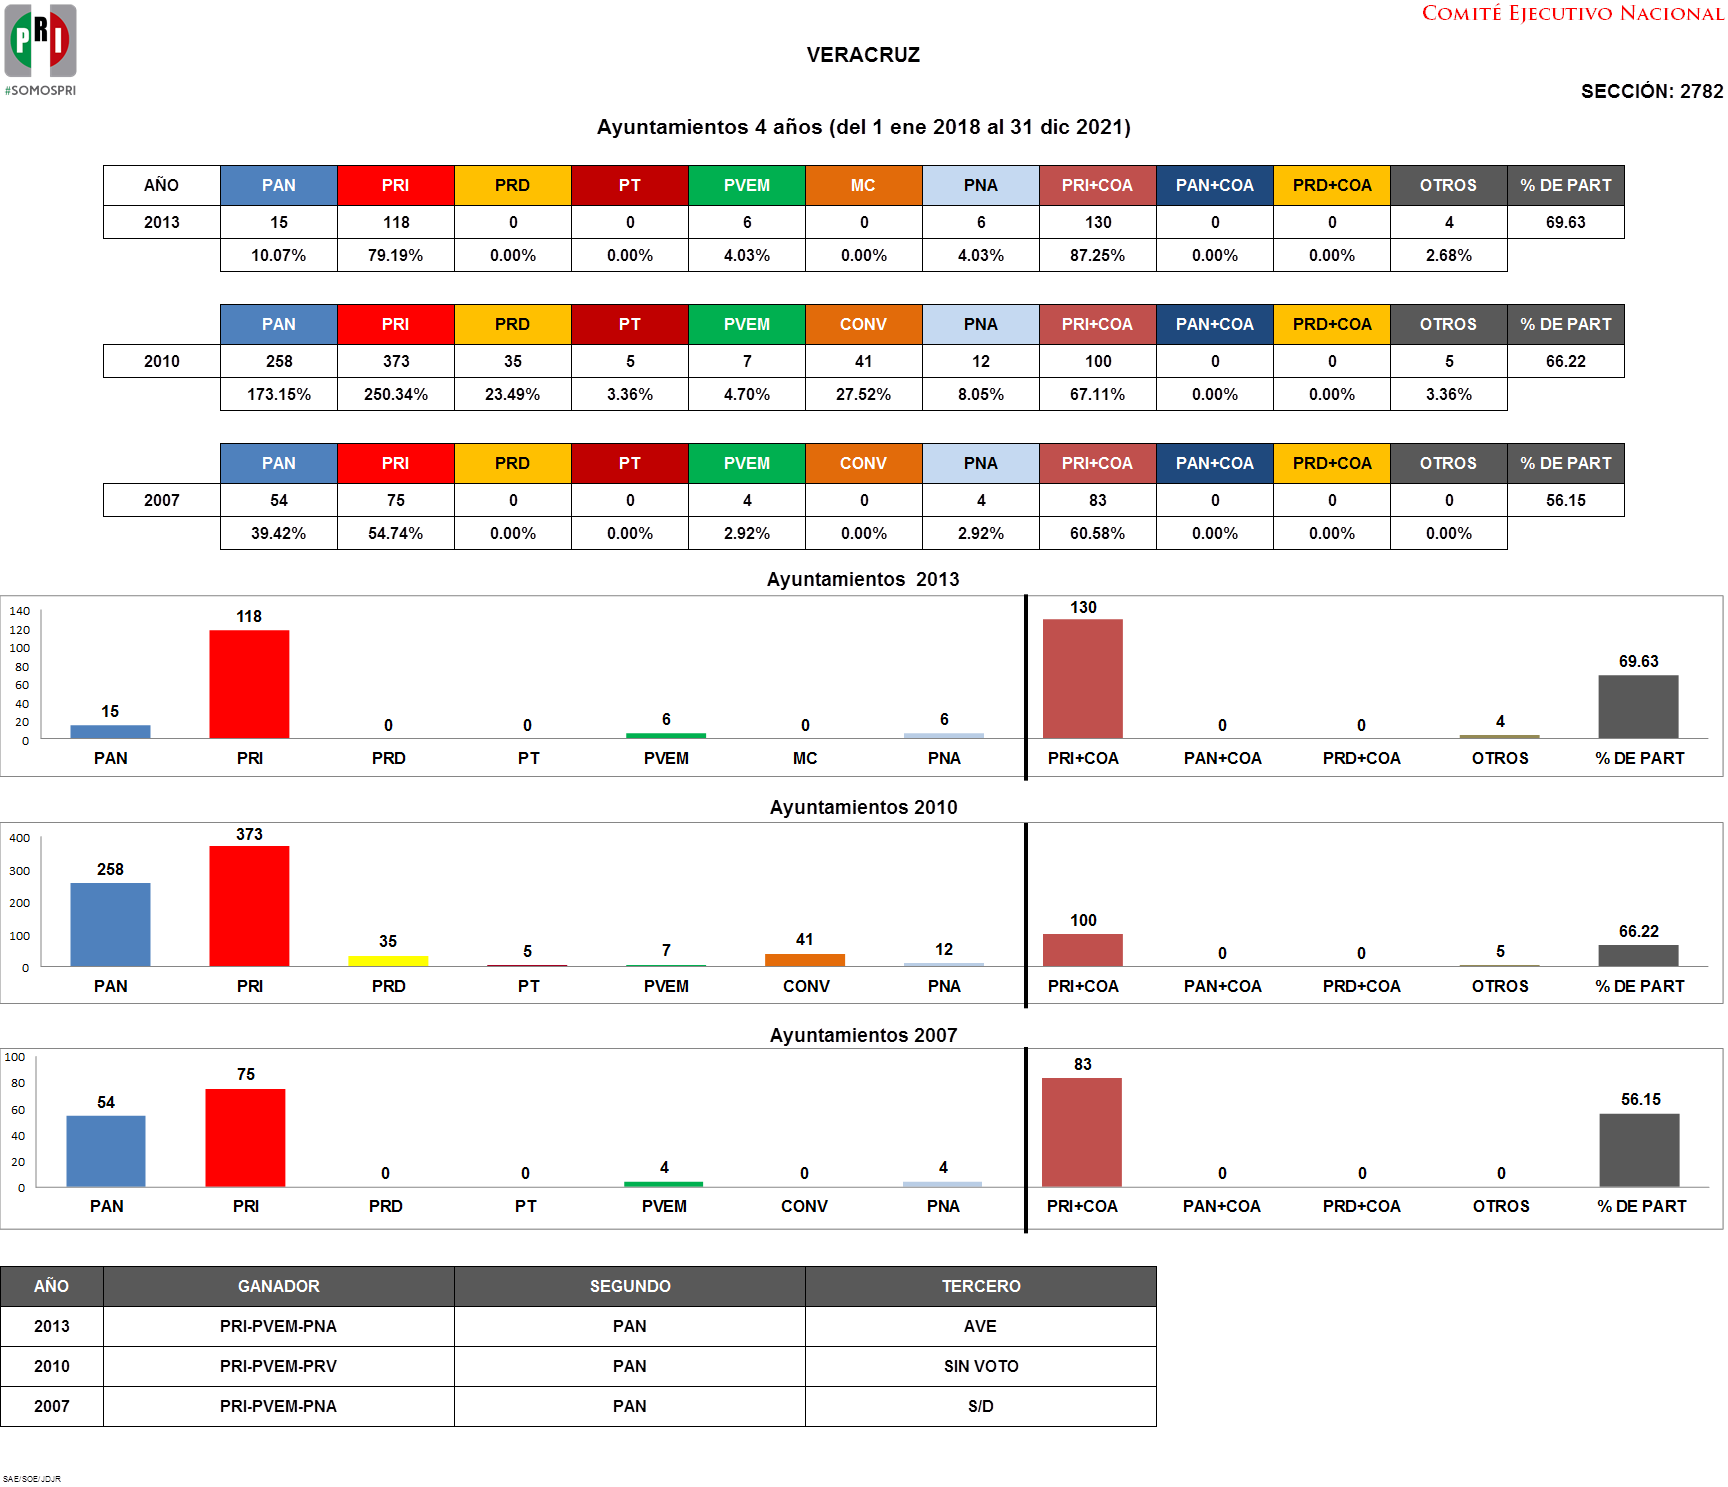 PRI
#SOMOSPRI
COMITÉ EJECUTIVO NACIONAL
VERACRUZ
SECCIÓN: 2782
Ayuntamientos 4 años (del 1 ene 2018 al 31 dic 2021)
AÑO PAN PRI PRD PT PVEM MC PNA PRI+COA PAN+COA PRD+COA OTROS % DE PART
2013 15 118 0 0 6 0 6 130 0 0 4 69.63
10.07% 79.19% 0.00% 0.00% 4.03% 0.00% 4.03% 87.25% 0.00% 0.00% 2.68%
PAN PRI PRD PT PVEM CONV PNA PRI+COA PAN+COA PRD+COA OTROS % DE PART
2010 258 373 35 5 7 41 12 100 0 0 5 66.22
173.15% 250.34% 23.49% 3.36% 4.70% 27.52% 8.05% 67.11% 0.00% 0.00% 3.36%
PAN PRI PRD PT PVEM CONV PNA PRI+COA PAN+COA PRD+COA OTROS % DE PART
2007 54 75 0 0 4 0 4 83 0 0 0 56.15
39.42% 54.74% 0.00% 0.00% 2.92% 0.00% 2.92% 60.58% 0.00% 0.00% 0.00%
Ayuntamientos 2013
140
120
100
80
60
40
20
0
15 118 0 0 6 0 6 130 0 0 4 69.63
PAN PRI PRD PT PVEM MC PNA PRI+COA PAN+COA PRD+COA OTROS % DE PART
Ayuntamientos 2010
400
300
200
100
0
258 373 35 5 7 41 12 100 0 0 5 66.22
PAN PRI PRD PT PVEM CONV PNA PRI+COA PAN+COA PRD+COA OTROS % DE PART
Ayuntamientos 2007
100
80
60
40
20
0
54 75 0 0 4 0 4 83 0 0 0 56.15
PAN PRI PRD PT PVEM CONV PNA PRI+COA PAN+COA PRD+COA OTROS % DE PART
AÑO GANADOR SEGUNDO TERCERO
2013 PRI-PVEM-PNA PAN AVE
2010 PRI-PVEM-PRV PAN SIN VOTO
2007 PRI-PVEM-PNA PAN S/D
SAE/SOE/JDJR